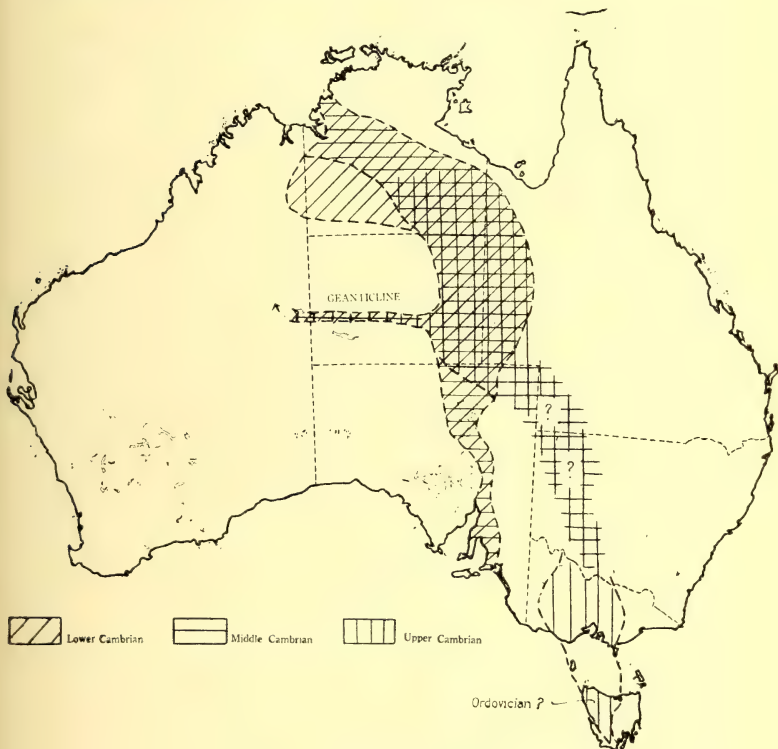 GEANTICLINE
?
?
Lower Cambrian
Middle Cambrian
Upper Cambrian
Ordovician ?